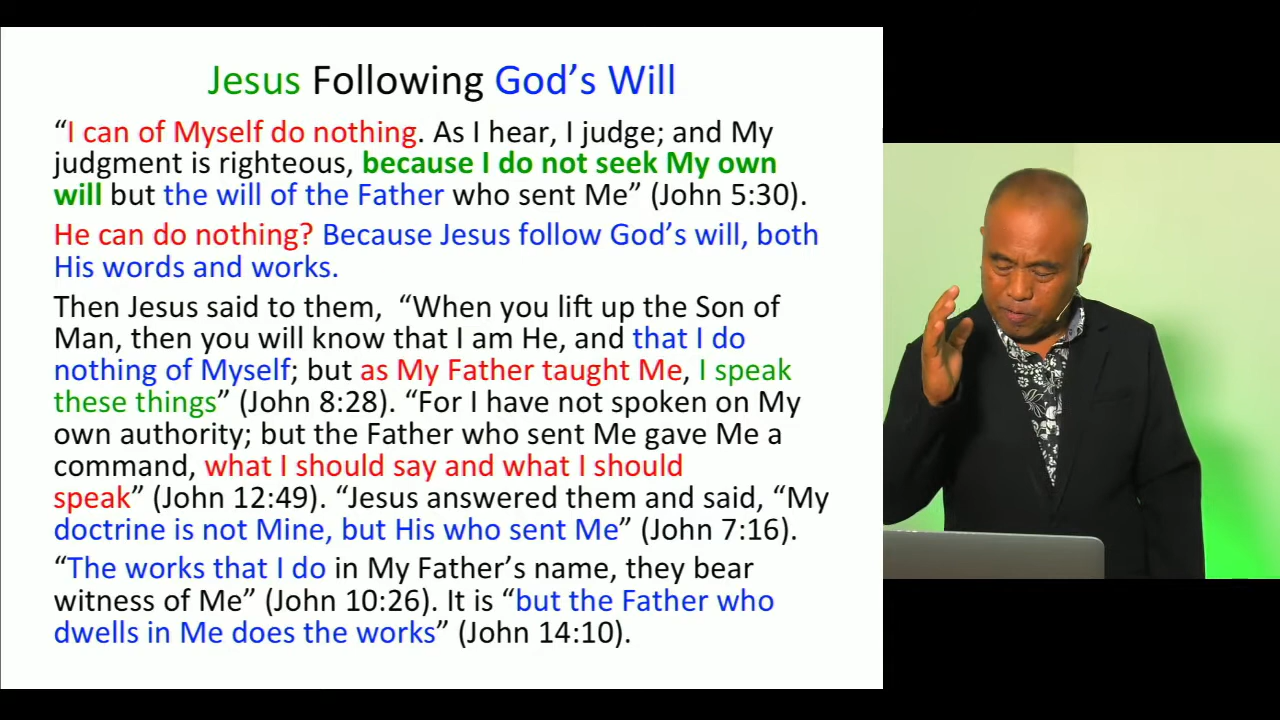 Jesus Following God’s Will
“I can of Myself do nothing. As I hear, I judge; and My
judgment is righteous, because I do not seek My own
will but the will of the Father who sent Me” (John 5:30).
He can do nothing? Because Jesus follow God’s will, both
His words and works.
Then Jesus said to them, “When you lift up the Son of
Man, then you will know that I am He, and that I do
nothing of Myself; but as My Father taught Me, I speak
these things” (John 8:28). “For I have not spoken on My
own authority; but the Father who sent Me gave Me a
command, what I should say and what I should
speak” (John 12:49). “Jesus answered them and said, “My
doctrine is not Mine, but His who sent Me” (John 7:16).
“The works that I do in My Father’s name, they bear
witness of Me” (John 10:26). It is “but the Father who
dwells in Me does the works” (John 14:10).